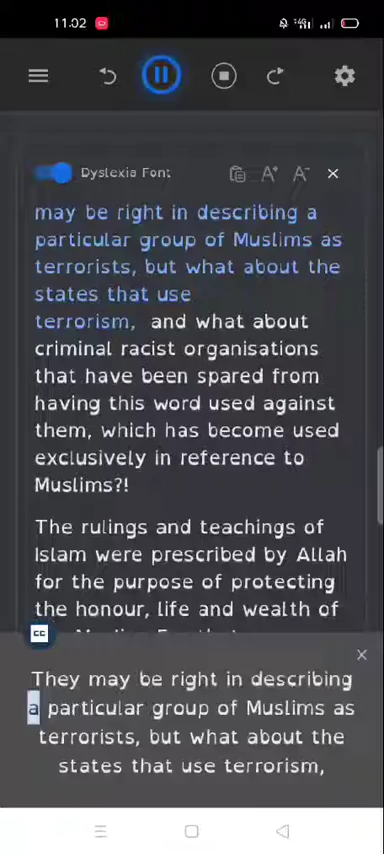 11.02
Dyslexia Font
A+
A-
may be right in describing a
particular group of Muslims as
terrorists, but what about the
states that use
terrorism, and what about
criminal racist organisations
that have been spared from
having this word used against
them, which has become used
exclusively in reference to
Muslims?!
The rulings and teachings of
Islam were prescribed by Allah
for the purpose of protecting
the honour, life and wealth of
CC
They may be right in describing
a particular group of Muslims as
terrorists, but what about the
states that use terrorism,